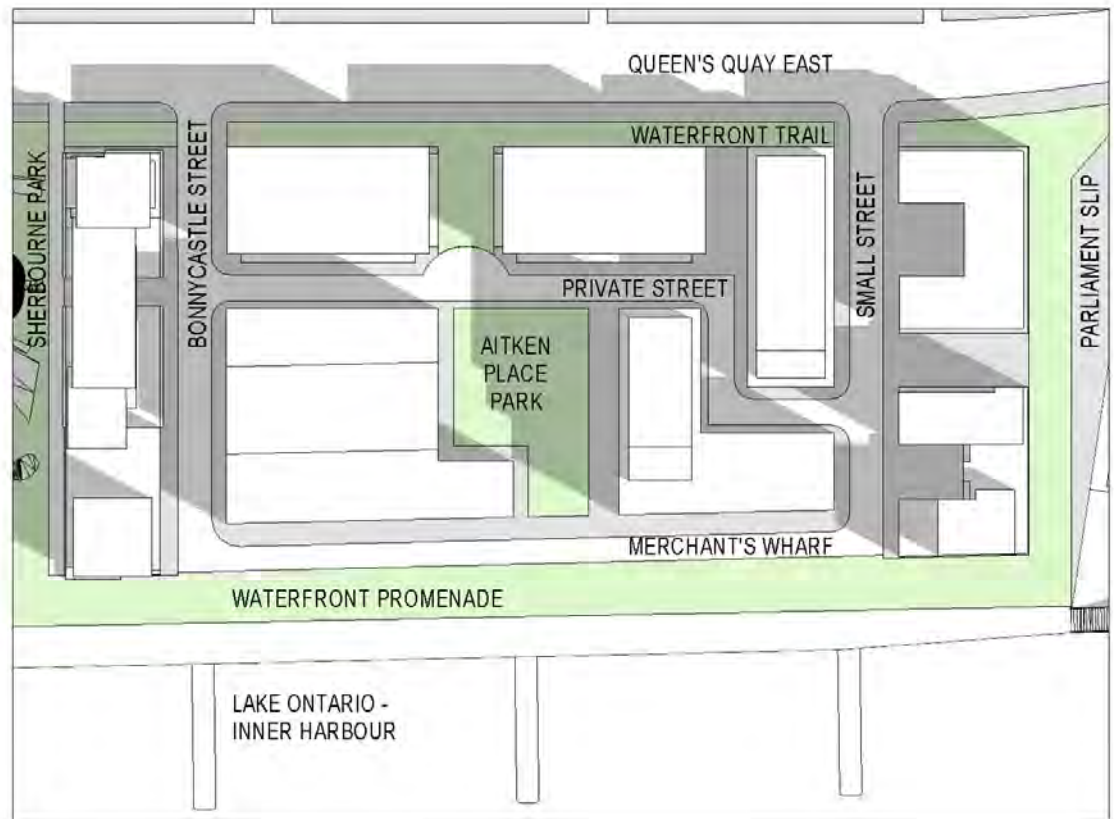 QUEEN'S QUAY EAST
WATERFRONT TRAIL
SHERBOURNE PARK
BONNYCASTLE STREET
SMALL STREET
PARLIAMENT SLIP
PRIVATE STREET
AITKEN
PLACE
PARK
MERCHANT'S WHARF
WATERFRONT PROMENADE
LAKE ONTARIO -
INNER HARBOUR